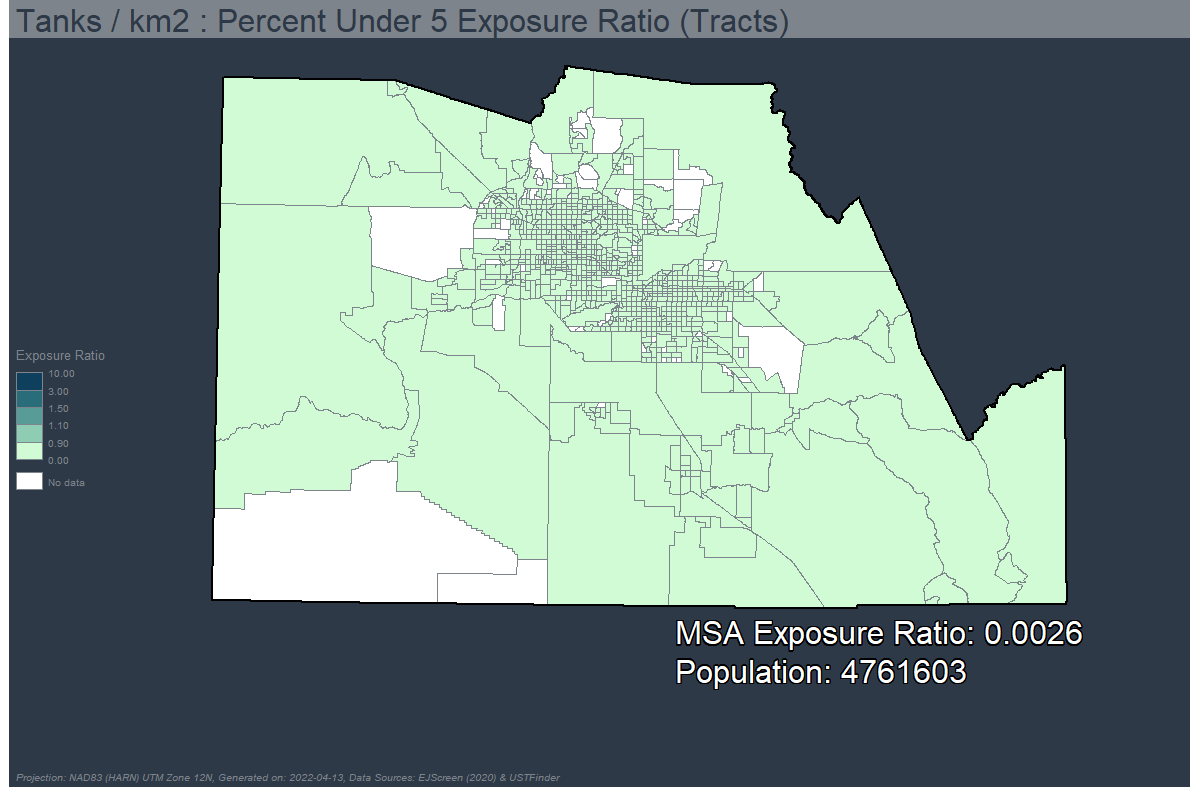 Tanks / km2 : Percent Under 5 Exposure Ratio (Tracts)
Exposure Ratio
10.00
3.00
1.50
1.10
0.90
0.00
No data
MSA Exposure Ratio: 0.0026
Population: 4761603
Projection: NAD83 (HARN) UTM Zone 12N, Generated on: 2022-04-13, Data Sources: EJScreen (2020) & USTFinder